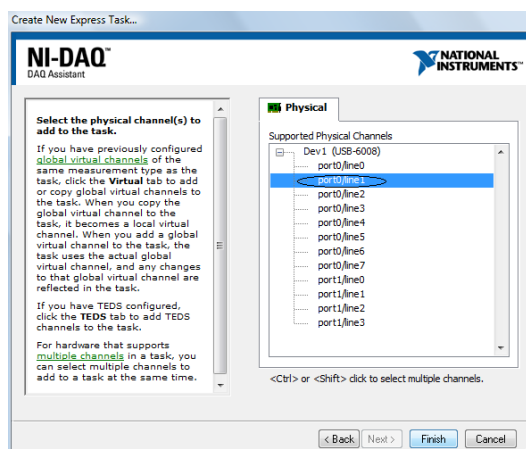 Create New Express Task...
NI-DAQ™
DAQ Assistant
NATIONAL
INSTRUMENTS™
Select the physical channel(s) to
add to the task.
If you have previously configured
global virtual channels of the
same measurement type as the
task, click the Virtual tab to add
or copy global virtual channels to
the task. When you copy the
global virtual channel to the
task, it becomes a local virtual
channel. When you add a global
virtual channel to the task, the
task uses the actual global
virtual channel, and any changes
to that global virtual channel are
reflected in the task.
If you have TEDS configured,
click the TEDS tab to add TEDS
channels to the task.
For hardware that supports
multiple channels in a task, you
can select multiple channels to
add to a task at the same time.
Physical
Supported Physical Channels
Dev1 (USB-6008)
port0/line0
port0/line1
port0/line2
port0/line3
port0/line4
port0/line5
port0/line6
port0/line7
port1/line0
port1/line1
port1/line2
port1/line3
<Ctrl> or <Shift> click to select multiple channels.
< Back Next > Finish Cancel